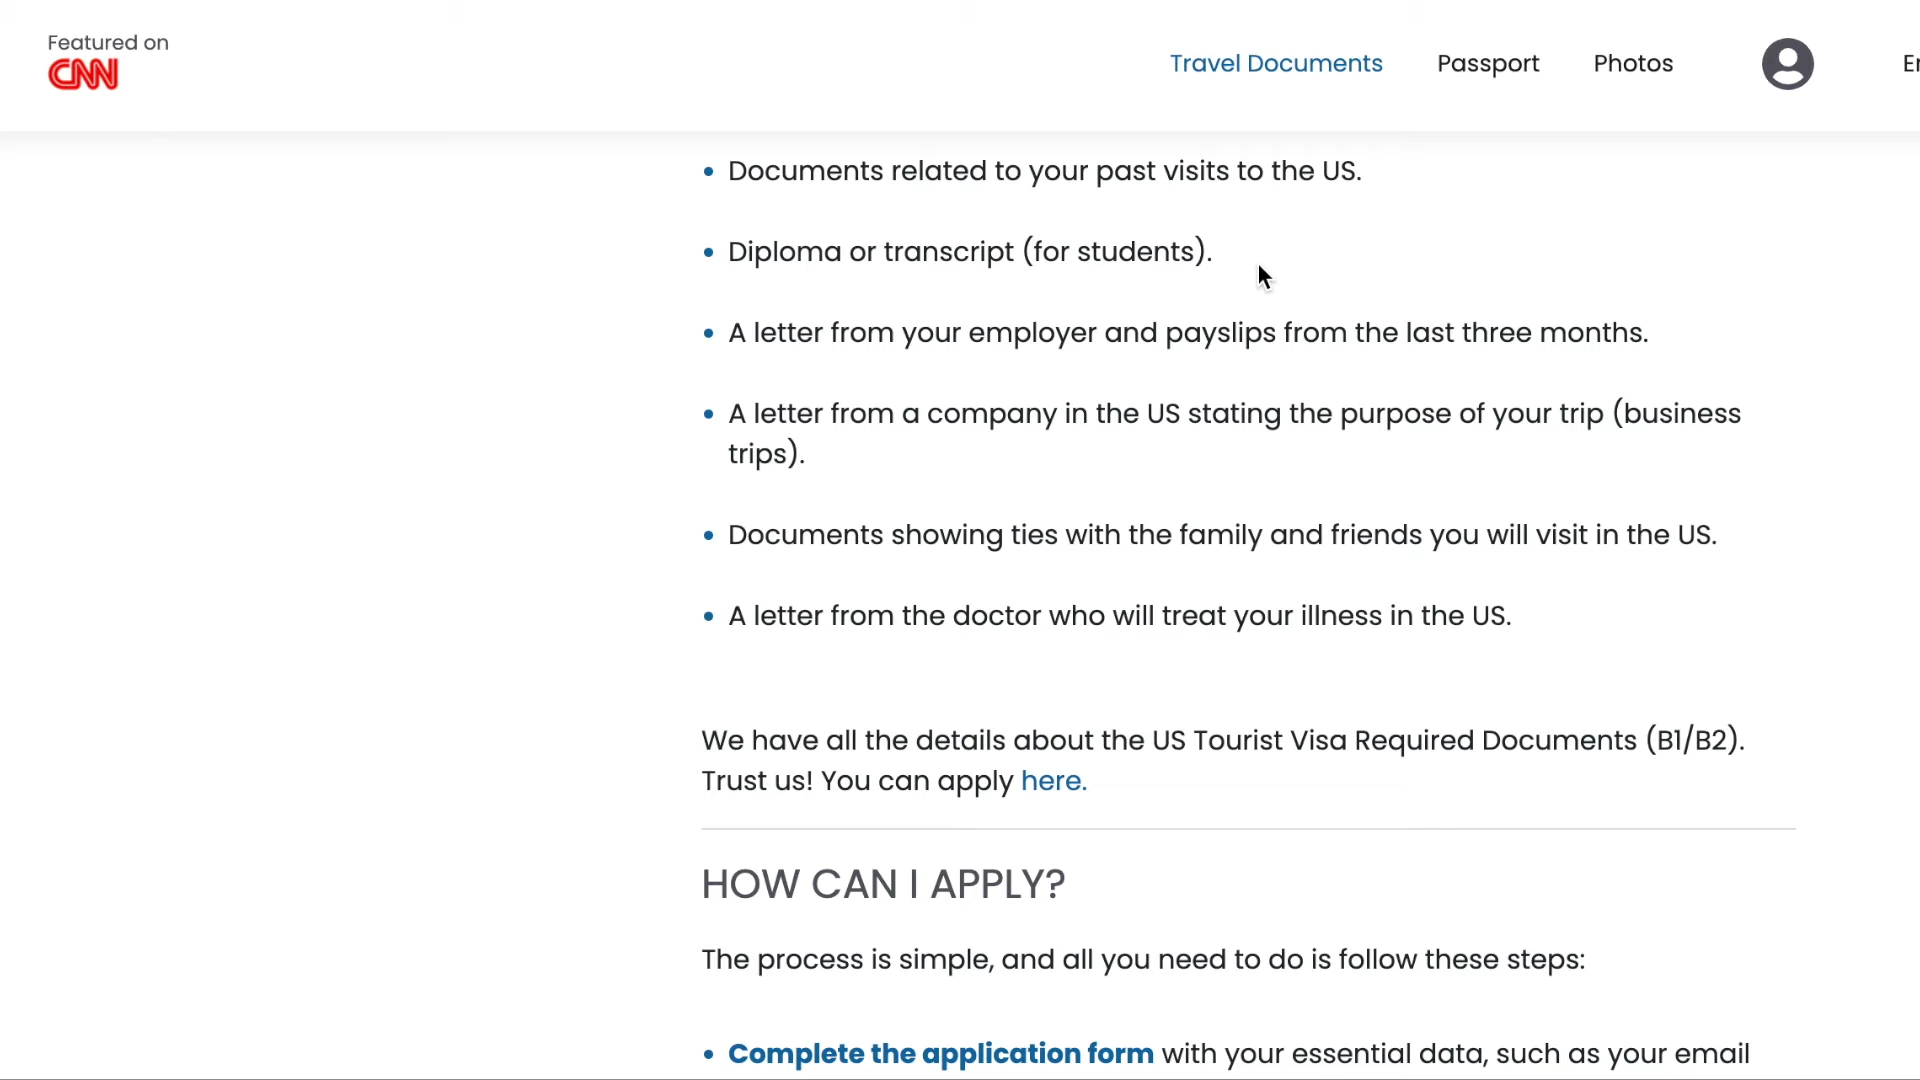 Featured on
CNN
Travel Documents
Passport
Photos
Documents related to your past visits to the US.
Diploma or transcript (for students).
A letter from your employer and payslips from the last three months.
A letter from a company in the US stating the purpose of your trip (business
trips).
Documents showing ties with the family and friends you will visit in the US.
A letter from the doctor who will treat your illness in the US.
We have all the details about the US Tourist Visa Required Documents (B1/B2).
Trust us! You can apply here.
HOW CAN I APPLY?
The process is simple, and all you need to do is follow these steps:
Complete the application form with your essential data, such as your email